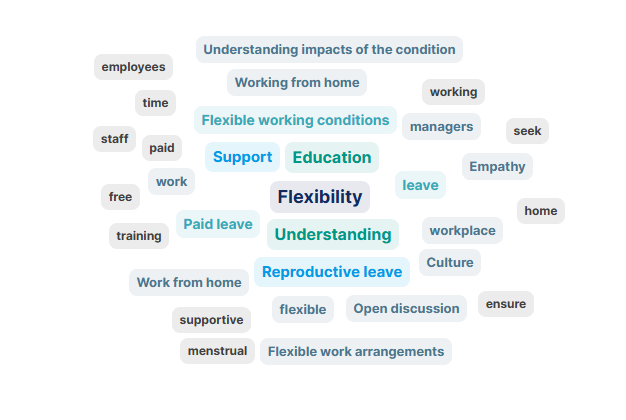 Understanding impacts of the condition
employees
Working from home
working
time
Flexible working conditions
managers
seek
staff
paid
Support
Education
Empathy
work
leave
free
Flexibility
home
Paid leave
training
Understanding
workplace
Reproductive leave
Culture
Work from home
flexible
Open discussion
ensure
supportive
menstrual
Flexible work arrangements